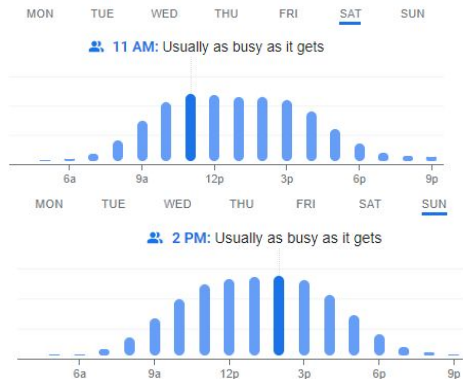 MON TUE WED THU FRI SAT SUN
11 AM: Usually as busy as it gets
6a 9a 12p 3p 6p 9p
MON TUE WED THU FRI SAT SUN
2 PM: Usually as busy as it gets
6a 9a 12p 3p 6p 9p